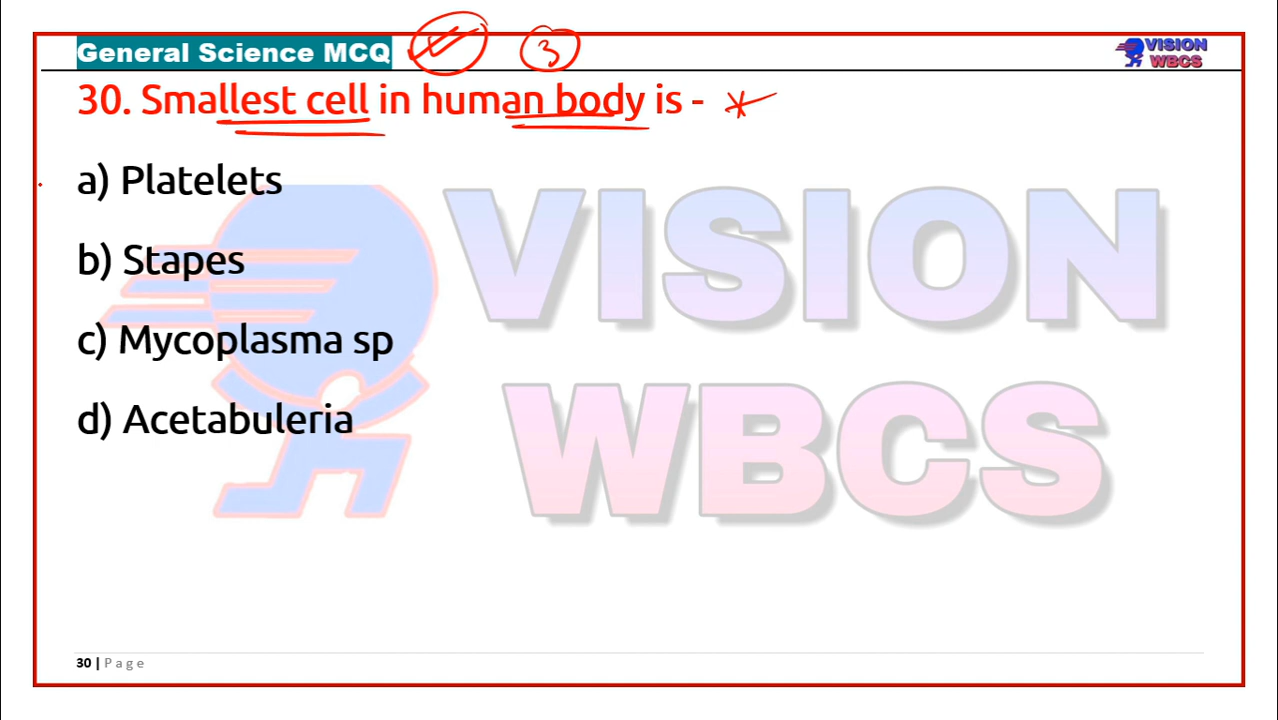 General Science MCQ
3
VISION
WBCS
30. Smallest cell in human body is - *
a) Platelets
b) Stapes
c) Mycoplasma sp
d) Acetabuleria
VISION
WBCS
30 | Page